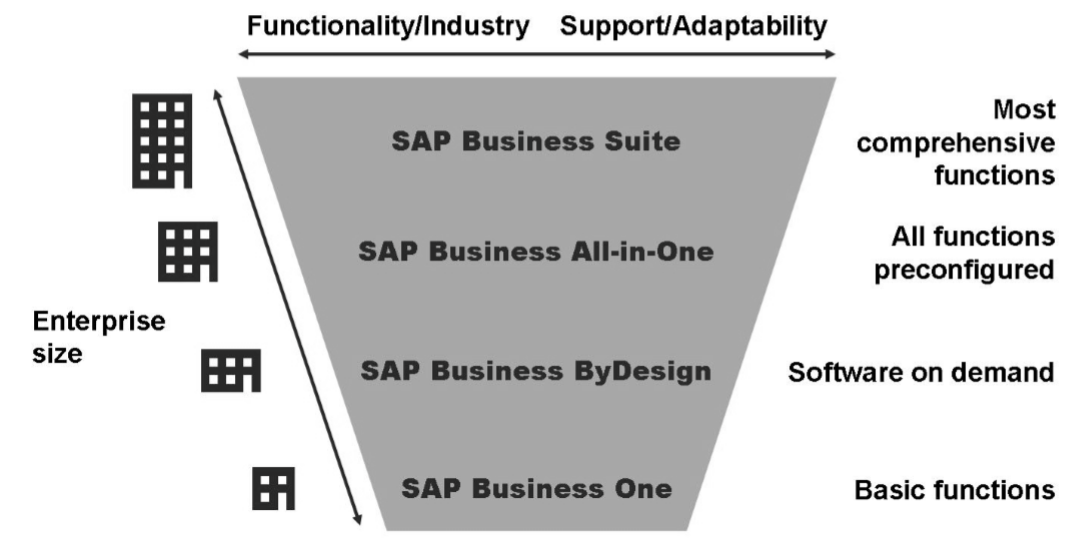 Functionality/Industry Support/Adaptability
SAP Business Suite
Most
comprehensive
functions
SAP Business All-in-One
All functions
preconfigured
Enterprise
size
SAP Business ByDesign
Software on demand
SAP Business One
Basic functions